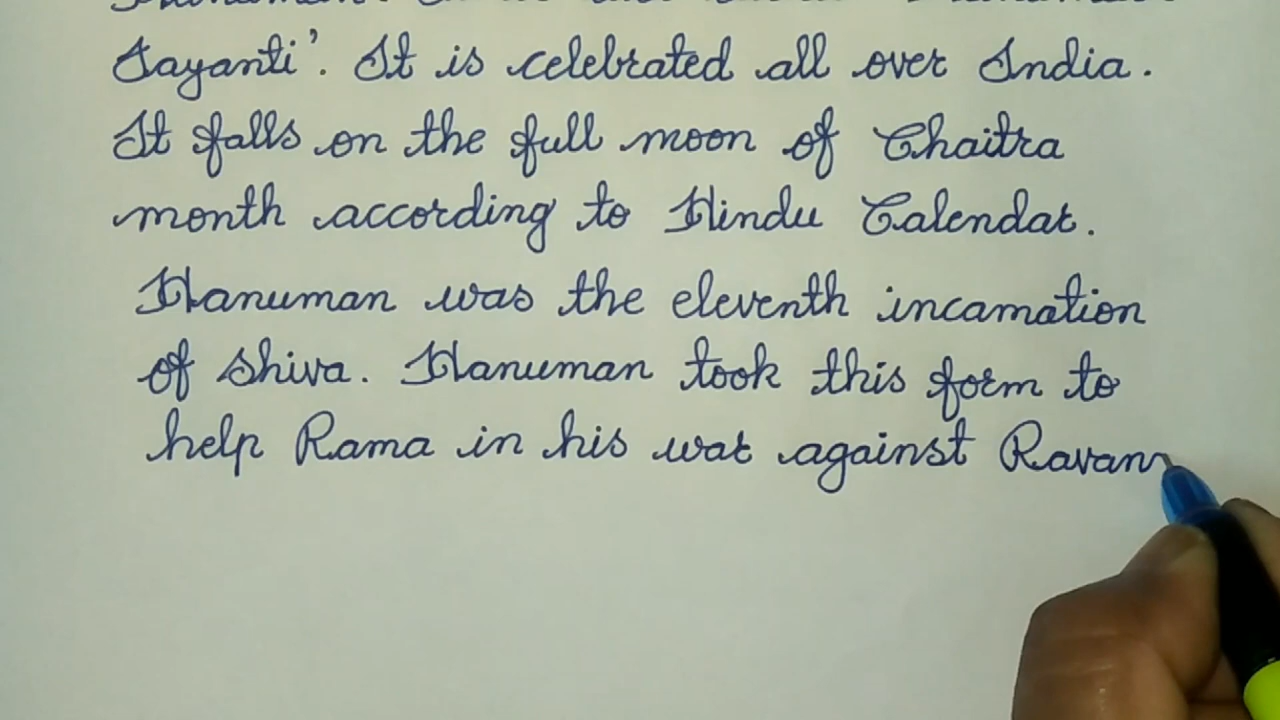 Jayanti'. It is celebrated all over India.
It falls on the full moon of Chaitra
month according to Hindu Calendar.
Hanuman was the eleventh incamation
of shiva. Hanuman took this form to
help Rama in his war against Ravan